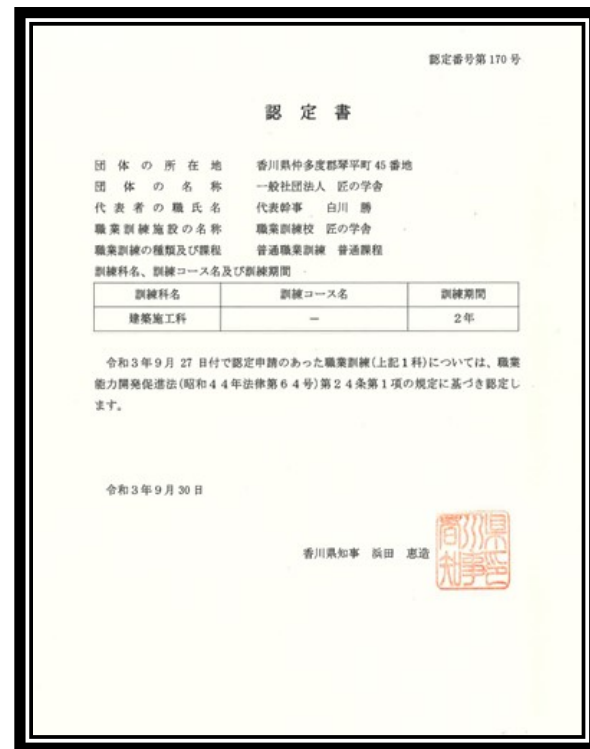 認定番号第170号
認定書
団体の所在地 香川県仲多度郡琴平町45番地
団体の名称 一般社団法人 匠の学舎
代表者の職氏名 代表幹事 白川 勝
職業訓練施設の名称 職業訓練校 匠の学舎
職業訓練の種類及び課程 普通職業訓練 普通課程
訓練科名、訓練コース名及び訓練期間
訓練科名 訓練コース名 訓練期間
建築施工科 － 2年
令和3年9月27日付で認定申請のあった職業訓練(上記1科)については、職業
能力開発促進法(昭和44年法律第64号)第24条第1項の規定に基づき認定し
ます。
令和3年9月30日
香川県知事 浜田 恵造
香川県知事印